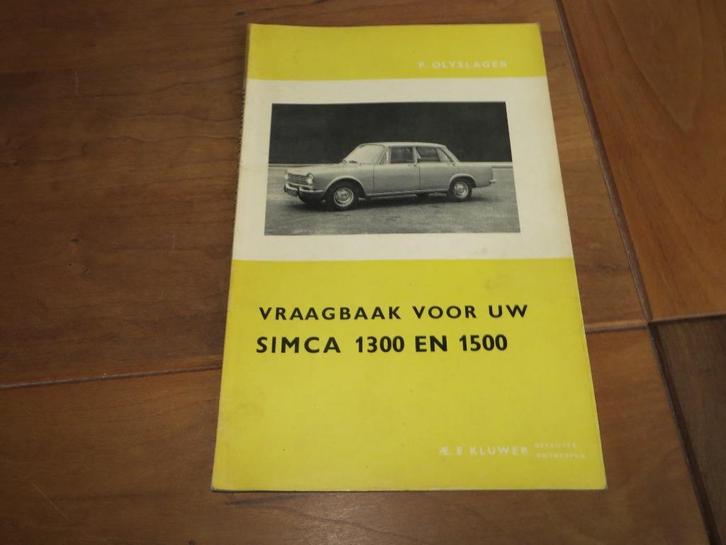 P. OLYSLAGER
VRAAGBAAK VOOR UW
SIMCA 1300 EN 1500
Æ. E KLUWER DEVENTER
ANTWERPEN